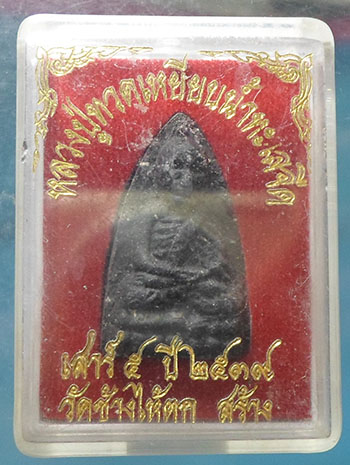 หลวงปู่ทวดเหยียบน้ำทะเลจืด
เสาร์ ๕ ปี ๒๕๓๙
วัดช้างให้ตก สร้าง